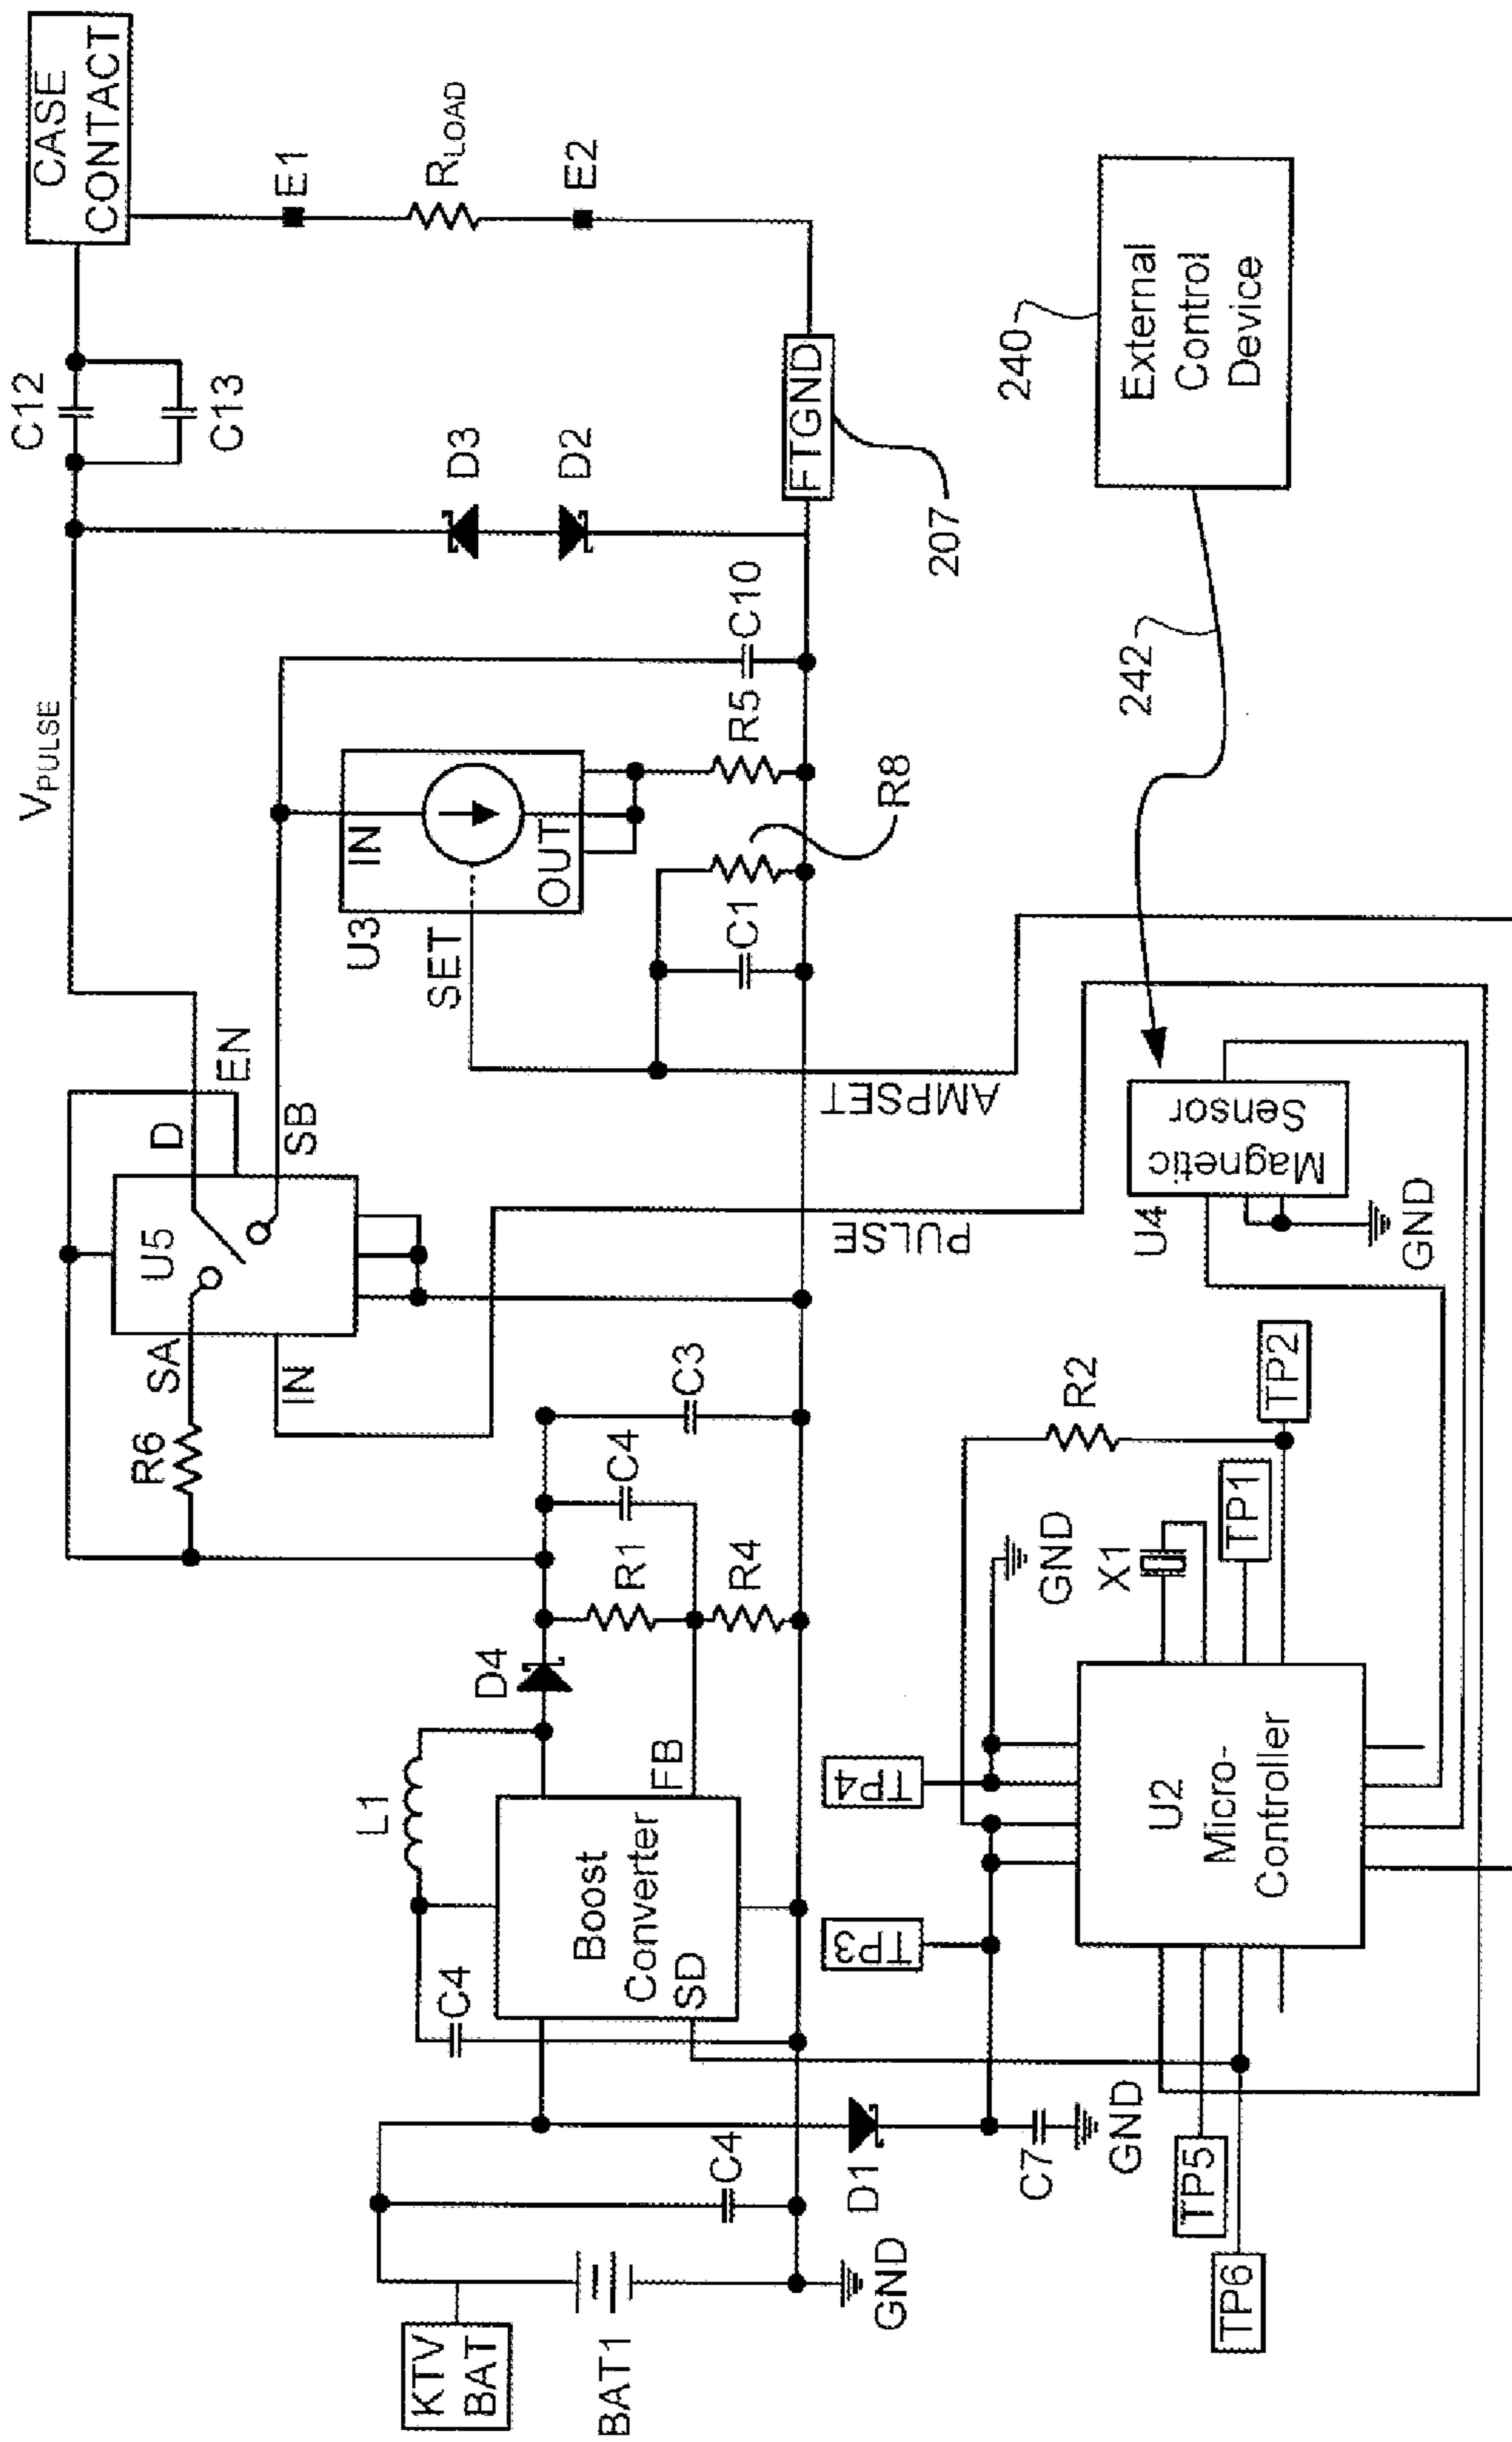 CASE
CONTACT
C12
C13
E1
R_LOAD
E2
V_PULSE
D3
D2
FTGND
207
C10
R5
R8
C1
U3
IN
OUT
SET
EN
D
SB
U5
SA
IN
R6
AMPSET
PULSE
C3
C4
R1
R4
D4
L1
FB
Boost
Converter
SD
C4
C4
KTV
BAT
BAT1
GND
D1
C7
GND
240
External
Control
Device
242
Magnetic
Sensor
U4
GND
R2
TP2
TP1
X1
GND
TP4
TP3
U2
Micro-
Controller
TP5
TP6